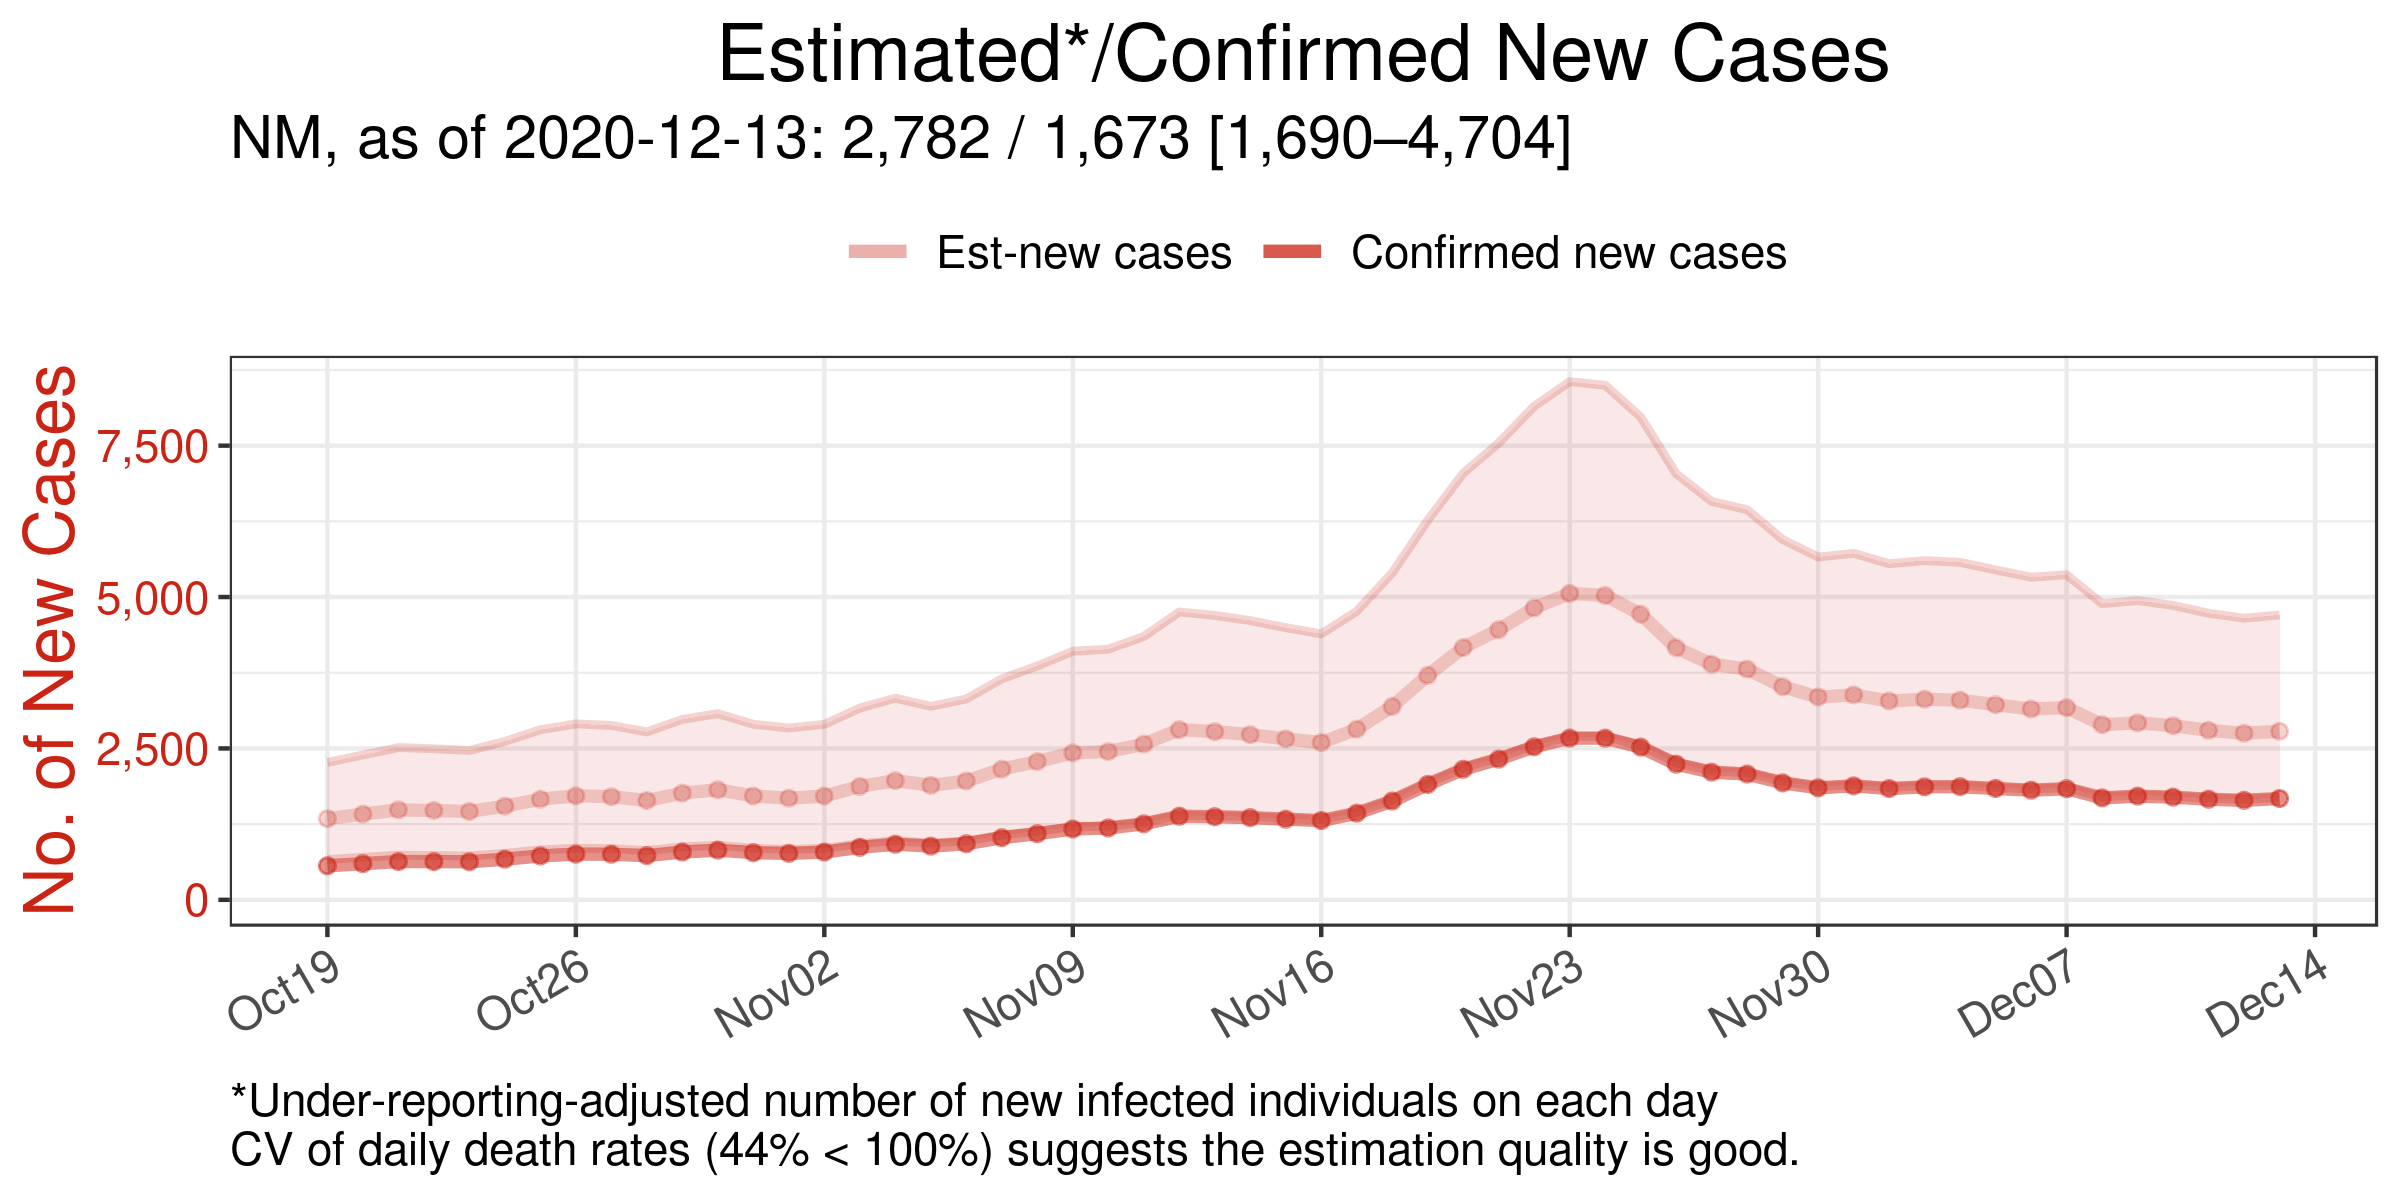 Estimated*/Confirmed New Cases
NM, as of 2020-12-13: 2,782 / 1,673 [1,690–4,704]
Est-new cases
Confirmed new cases
No. of New Cases
7,500
5,000
2,500
0
Oct19
Oct26
Nov02
Nov09
Nov16
Nov23
Nov30
Dec07
Dec14
*Under-reporting-adjusted number of new infected individuals on each day
CV of daily death rates (44% < 100%) suggests the estimation quality is good.